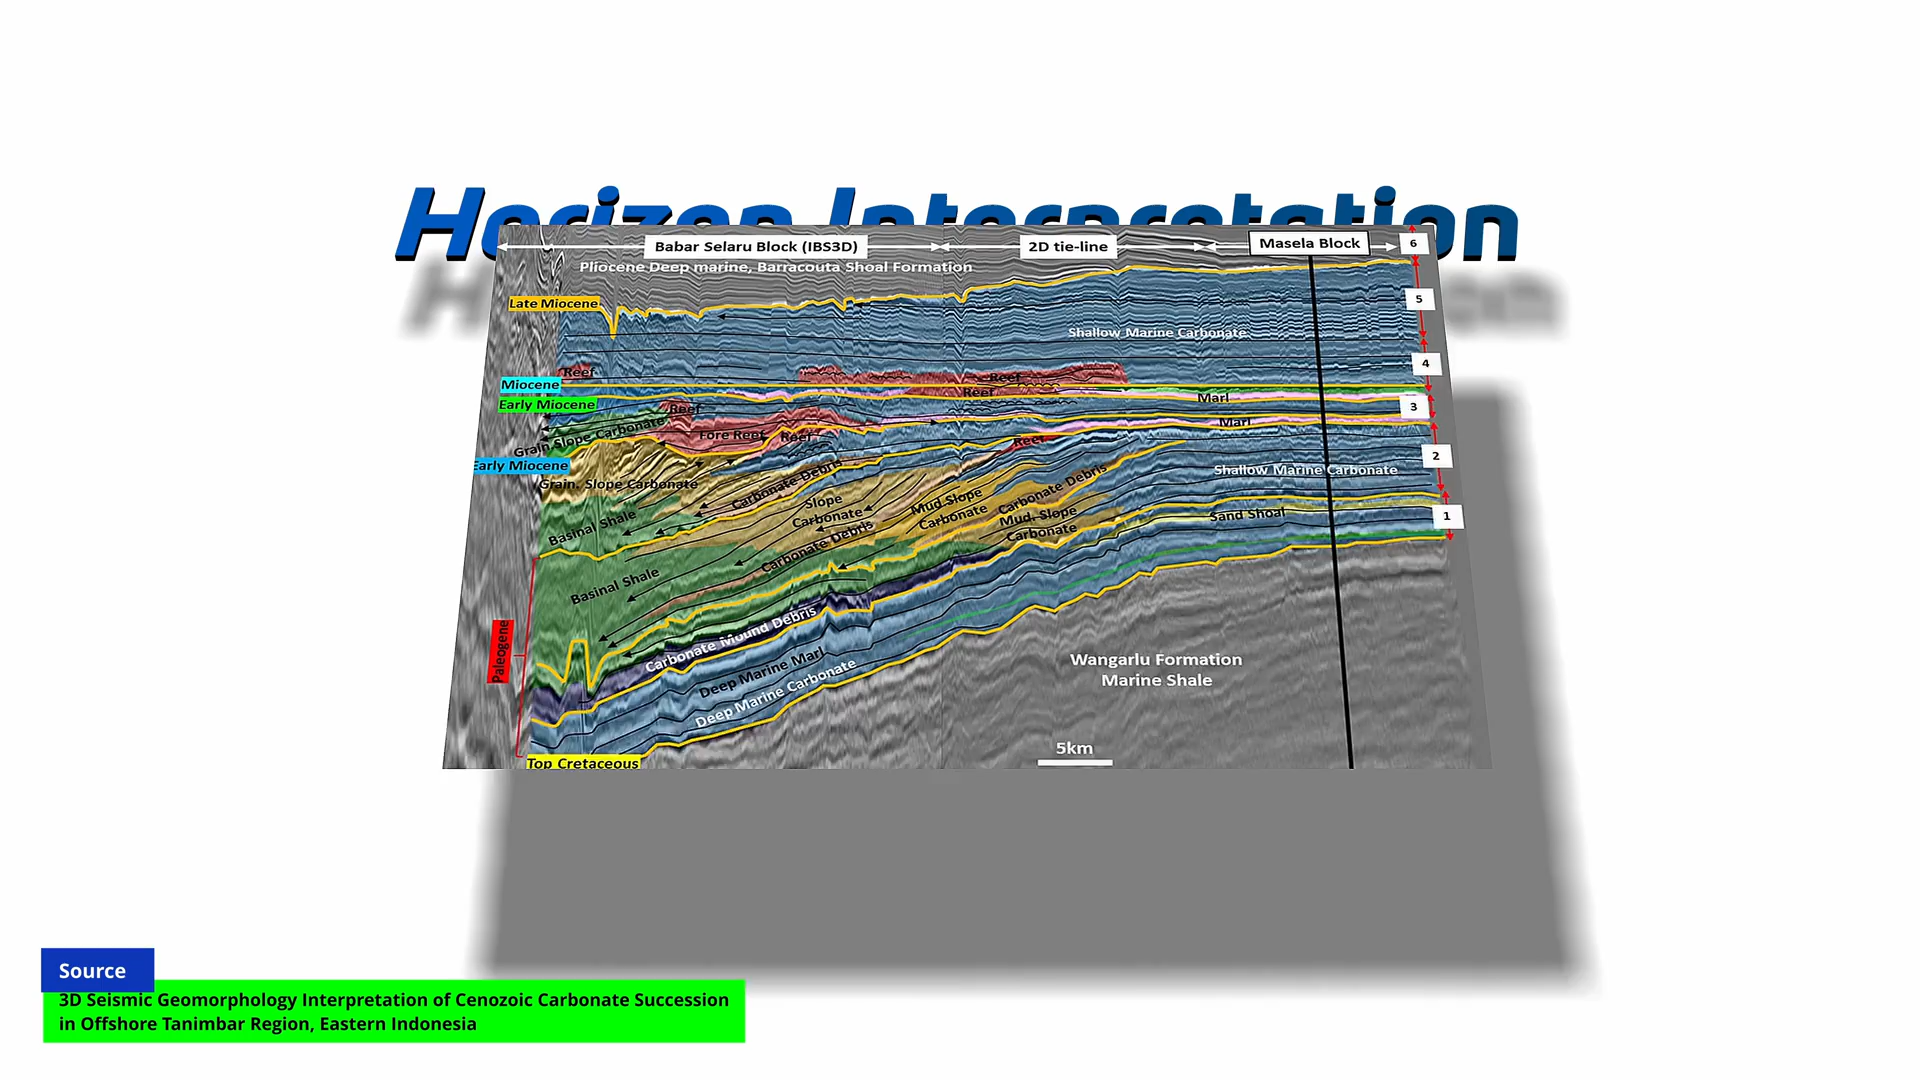 Horizon Interpretation
Babar Selaru Block (IBS3D)
2D tie-line
Masela Block
6
Pliocene Deep marine, Barracouta Shoal Formation
Late Miocene
5
Shallow Marine Carbonate
4
Reef
Reef
Miocene
Reef
Marl
Early Miocene
Reef
3
Marl
Grain Slope Carbonate
Fore Reef
Reef
Reef
2
Early Miocene
Carbonate Debris
Shallow Marine Carbonate
Grain. Slope Carbonate
Slope
Carbonate
Mud Slope
Carbonate
Carbonate Debris
Mud. Slope
Carbonate
Sand Shoal
1
Basinal Shale
Carbonate Debris
Basinal Shale
Paleogene
Carbonate Mound Debris
Deep Marine Marl
Deep Marine Carbonate
Wangarlu Formation
Marine Shale
5km
Top Cretaceous
Source
3D Seismic Geomorphology Interpretation of Cenozoic Carbonate Succession
in Offshore Tanimbar Region, Eastern Indonesia